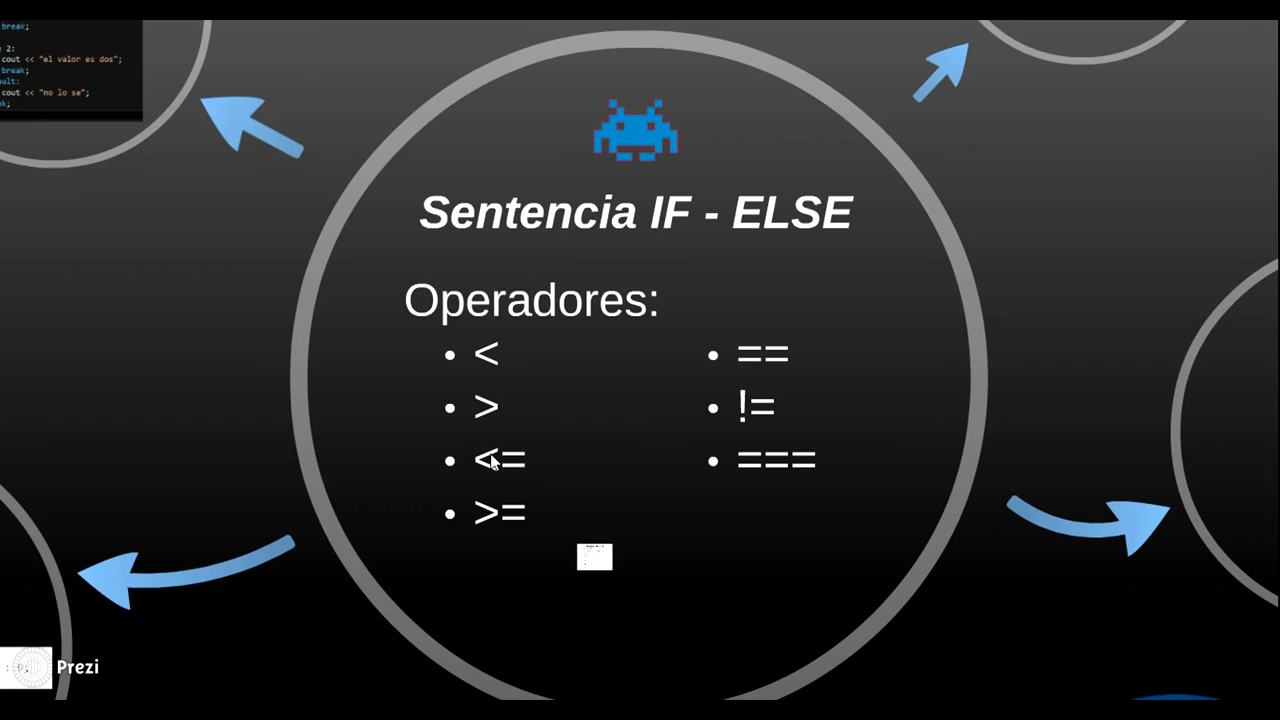 break;
2:
cout << "el valor es dos";
break;
cout << "no lo se";
Sentencia IF - ELSE
Operadores:
<
>
<=
>=
==
!=
===
Prezi